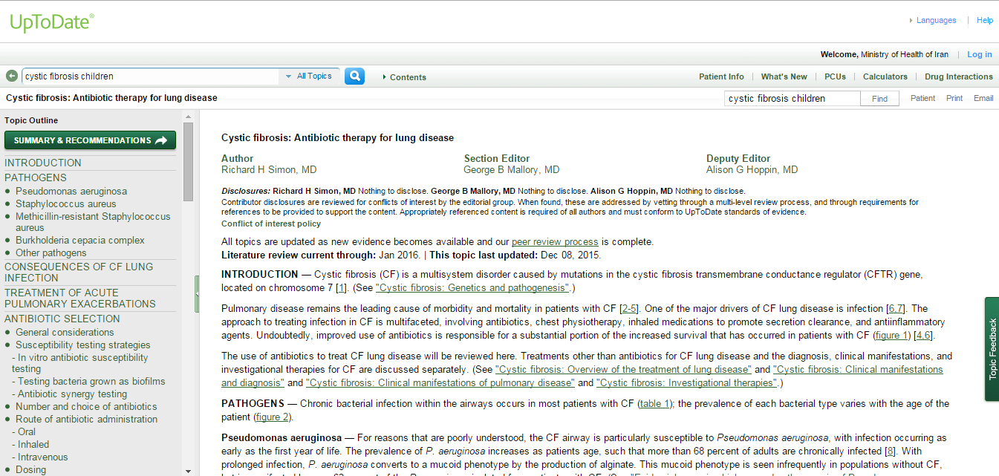 UpToDate®
Languages | Help
Welcome, Ministry of Health of Iran | Log in
cystic fibrosis children All Topics Contents
Patient Info | What's New | PCUs | Calculators | Drug Interactions
Cystic fibrosis: Antibiotic therapy for lung disease
cystic fibrosis children Find Patient Print Email
Topic Outline
SUMMARY & RECOMMENDATIONS
INTRODUCTION
PATHOGENS
• Pseudomonas aeruginosa
• Staphylococcus aureus
• Methicillin-resistant Staphylococcus
aureus
• Burkholderia cepacia complex
• Other pathogens
CONSEQUENCES OF CF LUNG
INFECTION
TREATMENT OF ACUTE
PULMONARY EXACERBATIONS
ANTIBIOTIC SELECTION
• General considerations
• Susceptibility testing strategies
- In vitro antibiotic susceptibility
testing
- Testing bacteria grown as biofilms
- Antibiotic synergy testing
• Number and choice of antibiotics
• Route of antibiotic administration
- Oral
- Inhaled
- Intravenous
• Dosing
Cystic fibrosis: Antibiotic therapy for lung disease
Author
Richard H Simon, MD
Section Editor
George B Mallory, MD
Deputy Editor
Alison G Hoppin, MD
Disclosures: Richard H Simon, MD Nothing to disclose. George B Mallory, MD Nothing to disclose. Alison G Hoppin, MD Nothing to disclose.
Contributor disclosures are reviewed for conflicts of interest by the editorial group. When found, these are addressed by vetting through a multi-level review process, and through requirements for
references to be provided to support the content. Appropriately referenced content is required of all authors and must conform to UpToDate standards of evidence.
Conflict of interest policy
All topics are updated as new evidence becomes available and our peer review process is complete.
Literature review current through: Jan 2016. | This topic last updated: Dec 08, 2015.
INTRODUCTION — Cystic fibrosis (CF) is a multisystem disorder caused by mutations in the cystic fibrosis transmembrane conductance regulator (CFTR) gene,
located on chromosome 7 [1]. (See "Cystic fibrosis: Genetics and pathogenesis".)
Pulmonary disease remains the leading cause of morbidity and mortality in patients with CF [2-5]. One of the major drivers of CF lung disease is infection [6,7]. The
approach to treating infection in CF is multifaceted, involving antibiotics, chest physiotherapy, inhaled medications to promote secretion clearance, and antiinflammatory
agents. Undoubtedly, improved use of antibiotics is responsible for a substantial portion of the increased survival that has occurred in patients with CF (figure 1) [4,6].
The use of antibiotics to treat CF lung disease will be reviewed here. Treatments other than antibiotics for CF lung disease and the diagnosis, clinical manifestations, and
investigational therapies for CF are discussed separately. (See "Cystic fibrosis: Overview of the treatment of lung disease" and "Cystic fibrosis: Clinical manifestations
and diagnosis" and "Cystic fibrosis: Clinical manifestations of pulmonary disease" and "Cystic fibrosis: Investigational therapies".)
PATHOGENS — Chronic bacterial infection within the airways occurs in most patients with CF (table 1); the prevalence of each bacterial type varies with the age of the
patient (figure 2).
Pseudomonas aeruginosa — For reasons that are poorly understood, the CF airway is particularly susceptible to Pseudomonas aeruginosa, with infection occurring as
early as the first year of life. The prevalence of P. aeruginosa increases as patients age, such that more than 68 percent of adults are chronically infected [8]. With
prolonged infection, P. aeruginosa converts to a mucoid phenotype by the production of alginate. This mucoid phenotype is seen infrequently in populations without CF,
Topic Feedback